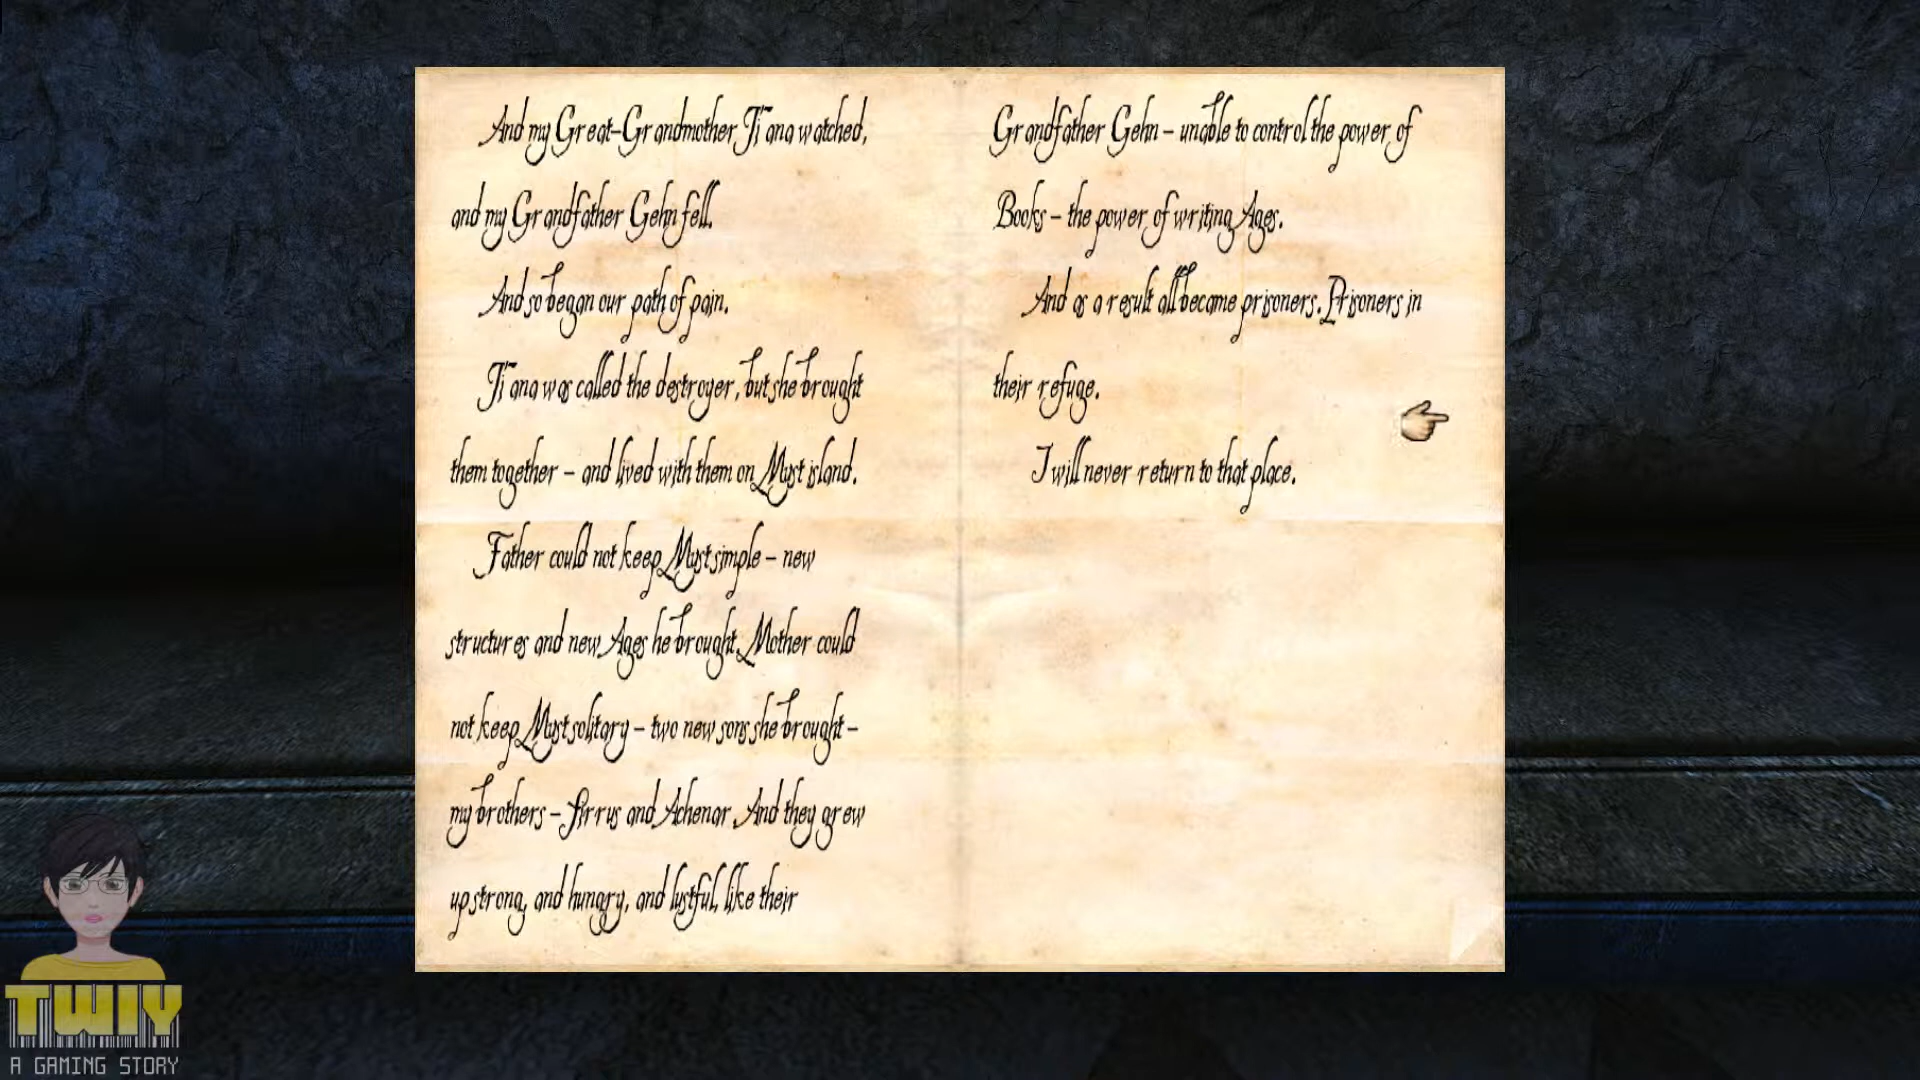 And my Great-Grandmother Ti'ana watched,
and my Grandfather Gehn fell.
And so began our path of pain.
Ti'ana was called the destroyer, but she brought
them together – and lived with them on Myst island.
Father could not keep Myst simple – new
structures and new Ages he brought. Mother could
not keep Myst solitary – two new sons she brought –
my brothers – Sirrus and Achenar. And they grew
up strong, and hungry, and lustful, like their
Grandfather Gehn – unable to control the power of
Books – the power of writing Ages.
And as a result all became prisoners. Prisoners in
their refuge.
I will never return to that place.
TWIY
A GAMING STORY